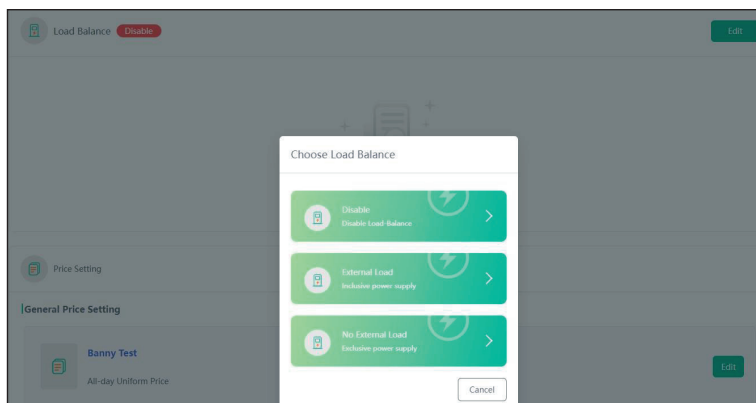 Load Balance Disable
Edit
Choose Load Balance
Disable
Disable Load-Balance
External Load
Inclusive power supply
No External Load
Exclusive power supply
Cancel
Price Setting
General Price Setting
Banny Test
All-day Uniform Price
Edit